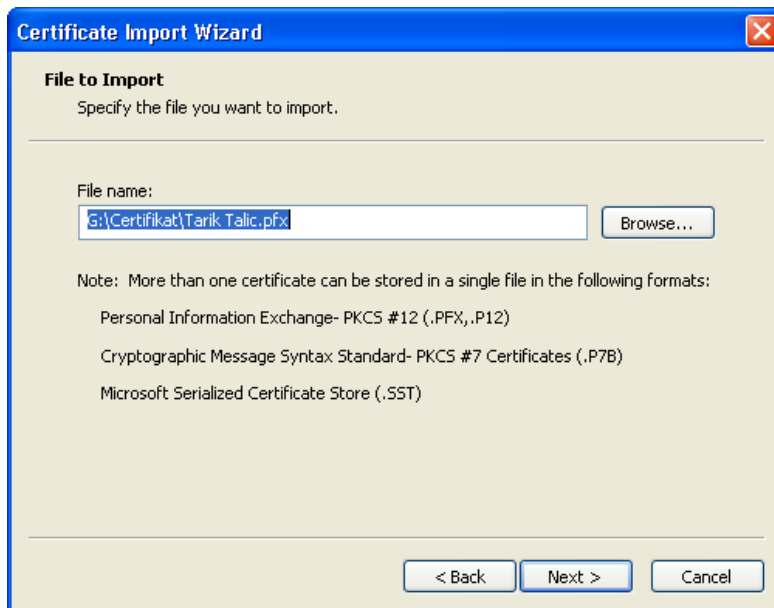 Certificate Import Wizard
File to Import
Specify the file you want to import.
File name:
G:\Certifikat\Tarik Talic.pfx
Browse...
Note:  More than one certificate can be stored in a single file in the following formats:
Personal Information Exchange- PKCS #12 (.PFX,.P12)
Cryptographic Message Syntax Standard- PKCS #7 Certificates (.P7B)
Microsoft Serialized Certificate Store (.SST)
< Back Next > Cancel